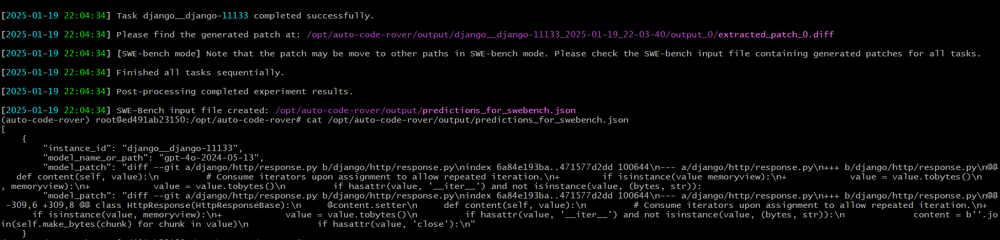 [2025-01-19 22:04:34] Task django__django-11133 completed successfully.
[2025-01-19 22:04:34] Please find the generated patch at: /opt/auto-code-rover/output/django__django-11133_2025-01-19_22-03-40/output_0/extracted_patch_0.diff
[2025-01-19 22:04:34] [SWE-bench mode] Note that the patch may be move to other paths in SWE-bench mode. Please check the SWE-bench input file containing generated patches for all tasks.
[2025-01-19 22:04:34] Finished all tasks sequentially.
[2025-01-19 22:04:34] Post-processing completed experiment results.
[2025-01-19 22:04:34] SWE-Bench input file created: /opt/auto-code-rover/output/predictions_for_swebench.json
(auto-code-rover) root@ed491ab23150:/opt/auto-code-rover# cat /opt/auto-code-rover/output/predictions_for_swebench.json
[
    {
        "instance_id": "django__django-11133",
        "model_name_or_path": "gpt-4o-2024-05-13",
        "model_patch": "diff --git a/django/http/response.py b/django/http/response.py\nindex 6a84e193ba..471577d2dd 100644\n--- a/django/http/response.py\n+++ b/django/http/response.py\n@@
   def content(self, value):\n         # Consume iterators upon assignment to allow repeated iteration.\n+        if isinstance(value memoryview):\n+            value = value.tobytes()\n
, memoryview):\n+            value = value.tobytes()\n         if hasattr(value, '__iter__') and not isinstance(value, (bytes, str)):
        "model_patch": "diff --git a/django/http/response.py b/django/http/response.py\nindex 6a84e193ba..471577d2dd 100644\n--- a/django/http/response.py\n+++ b/django/http/response.py\n@@
 -309,6 +309,8 @@ class HttpResponse(HttpResponseBase):\n     @content.setter\n     def content(self, value):\n         # Consume iterators upon assignment to allow repeated iteration.\n+
      if isinstance(value, memoryview):\n+            value = value.tobytes()\n         if hasattr(value, '__iter__') and not isinstance(value, (bytes, str)):\n             content = b''.jo
in(self.make_bytes(chunk) for chunk in value)\n             if hasattr(value, 'close'):\n"
    }